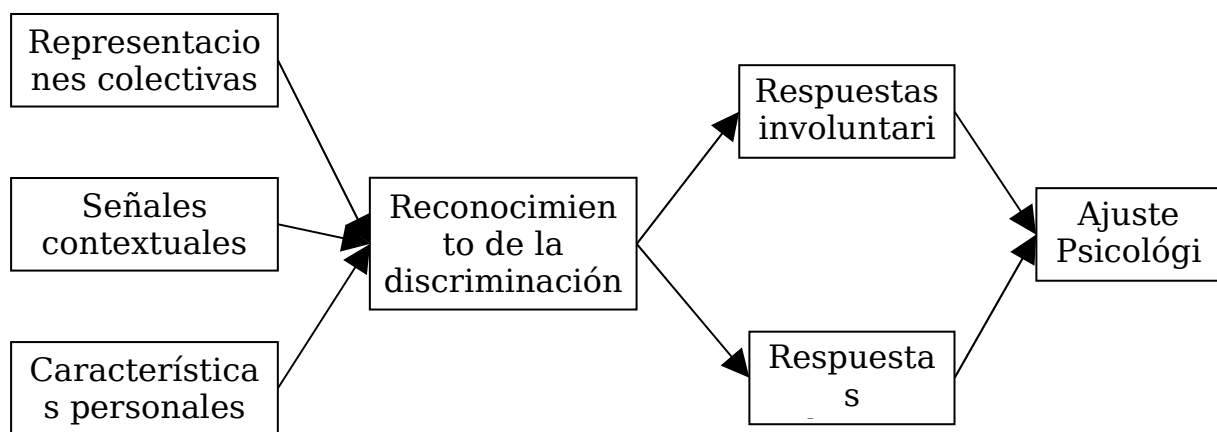 Representacio
nes colectivas
Señales
contextuales
Característica
s personales
Reconocimien
to de la
discriminación
Respuestas
involuntari
Respuesta
s
Ajuste
Psicológi